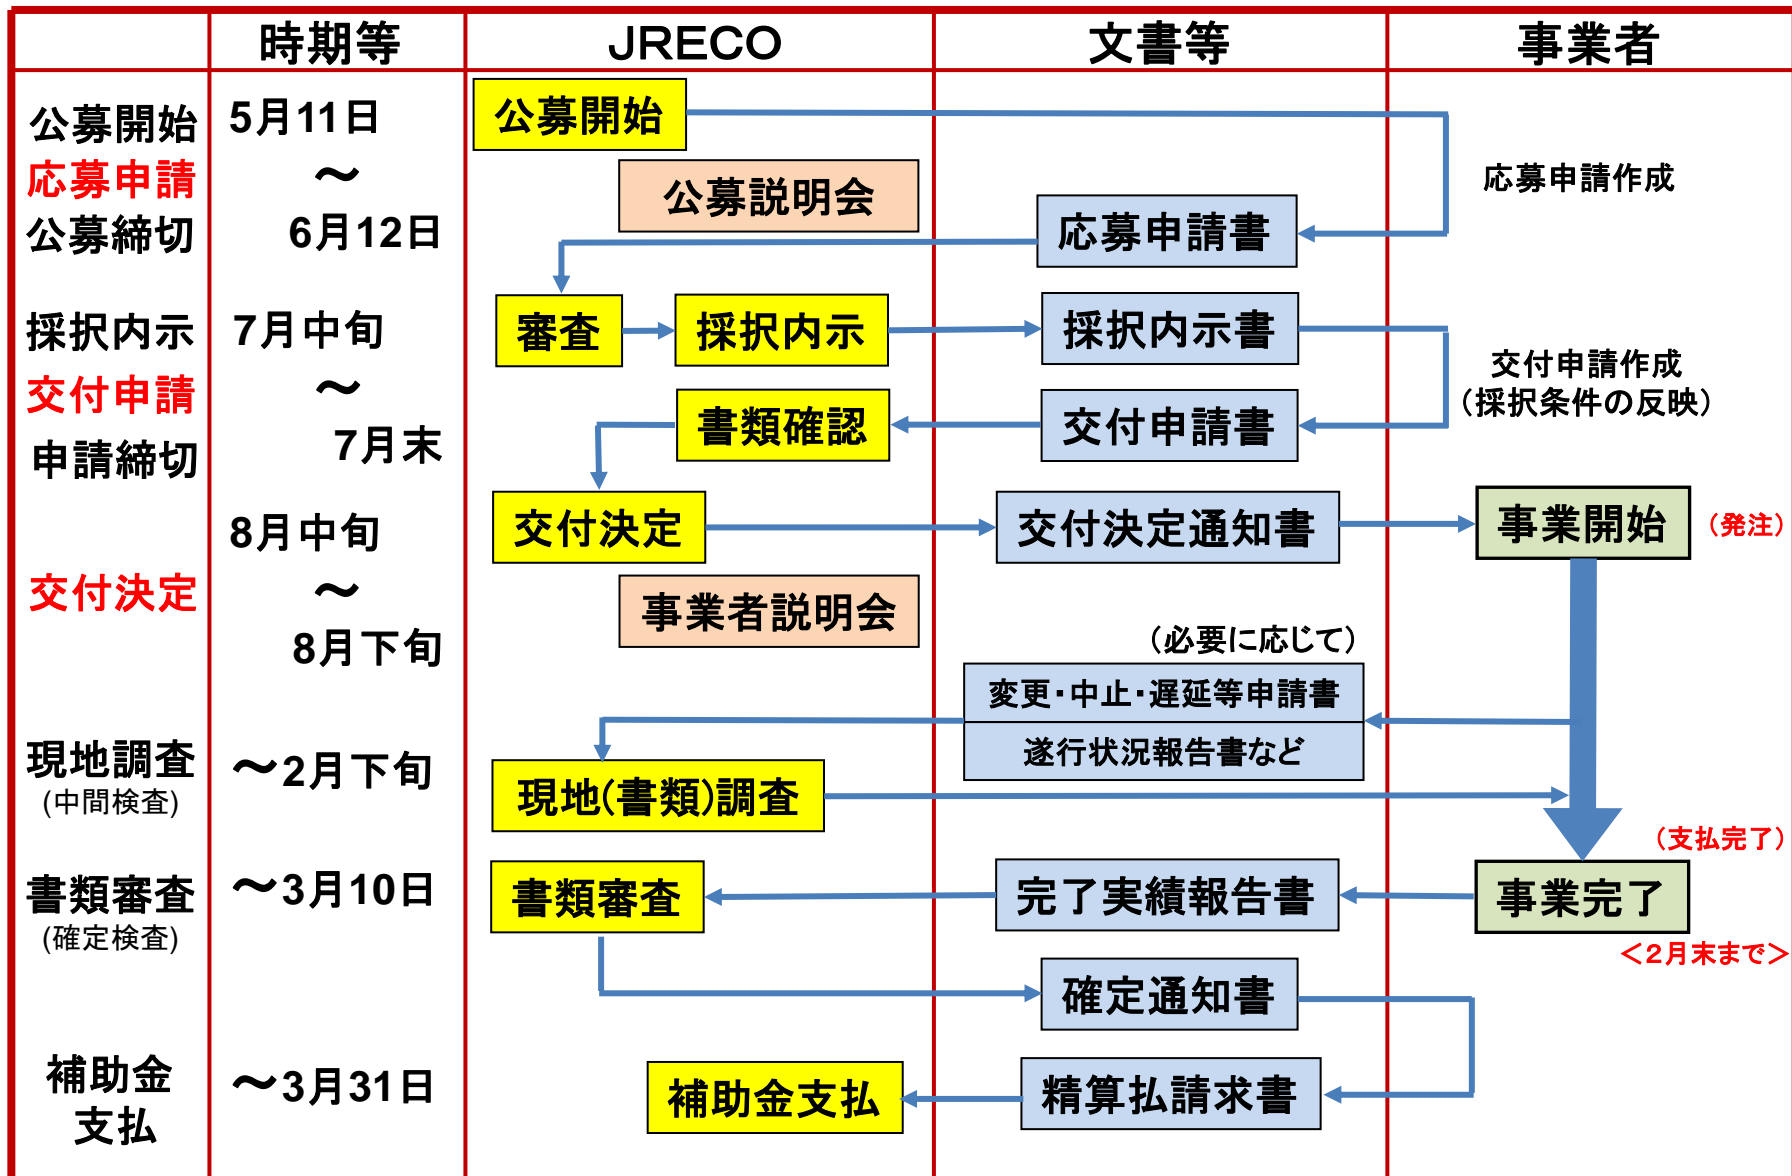 時期等
JRECO
文書等
事業者
公募開始
5月11日
公募開始
応募申請
～
公募説明会
応募申請作成
公募締切
6月12日
応募申請書
採択内示
7月中旬
審査
採択内示
採択内示書
交付申請
～
交付申請作成
（採択条件の反映）
書類確認
交付申請書
申請締切
7月末
8月中旬
交付決定
交付決定通知書
事業開始
（発注）
交付決定
～
事業者説明会
8月下旬
（必要に応じて）
変更・中止・遅延等申請書
遂行状況報告書など
現地調査
(中間検査)
～2月下旬
現地(書類)調査
（支払完了）
書類審査
(確定検査)
～3月10日
書類審査
完了実績報告書
事業完了
＜2月末まで＞
確定通知書
補助金
支払
～3月31日
補助金支払
精算払請求書